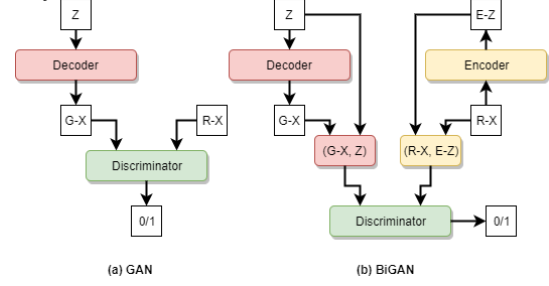 Z
Decoder
G-X
R-X
Discriminator
0/1
(a) GAN
Z
E-Z
Decoder
Encoder
G-X
R-X
(G-X, Z)
(R-X, E-Z)
Discriminator
0/1
(b) BiGAN